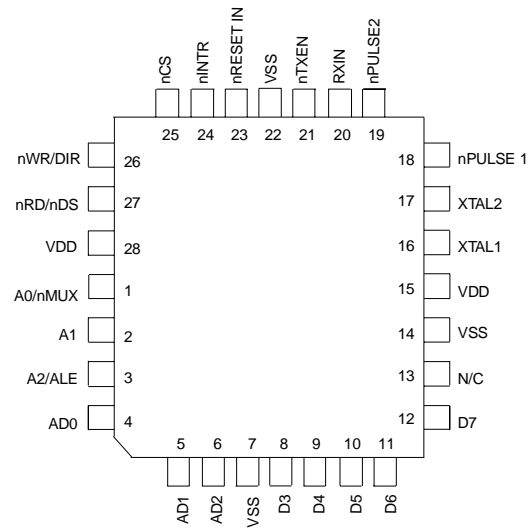 nCS
nINTR
nRESET IN
VSS
nTXEN
RXIN
nPULSE2
25 24 23 22 21 20 19
nWR/DIR 26 18 nPULSE 1
nRD/nDS 27 17 XTAL2
VDD 28 16 XTAL1
A0/nMUX 1 15 VDD
A1 2 14 VSS
A2/ALE 3 13 N/C
AD0 4 12 D7
5 6 7 8 9 10 11
AD1
AD2
VSS
D3
D4
D5
D6